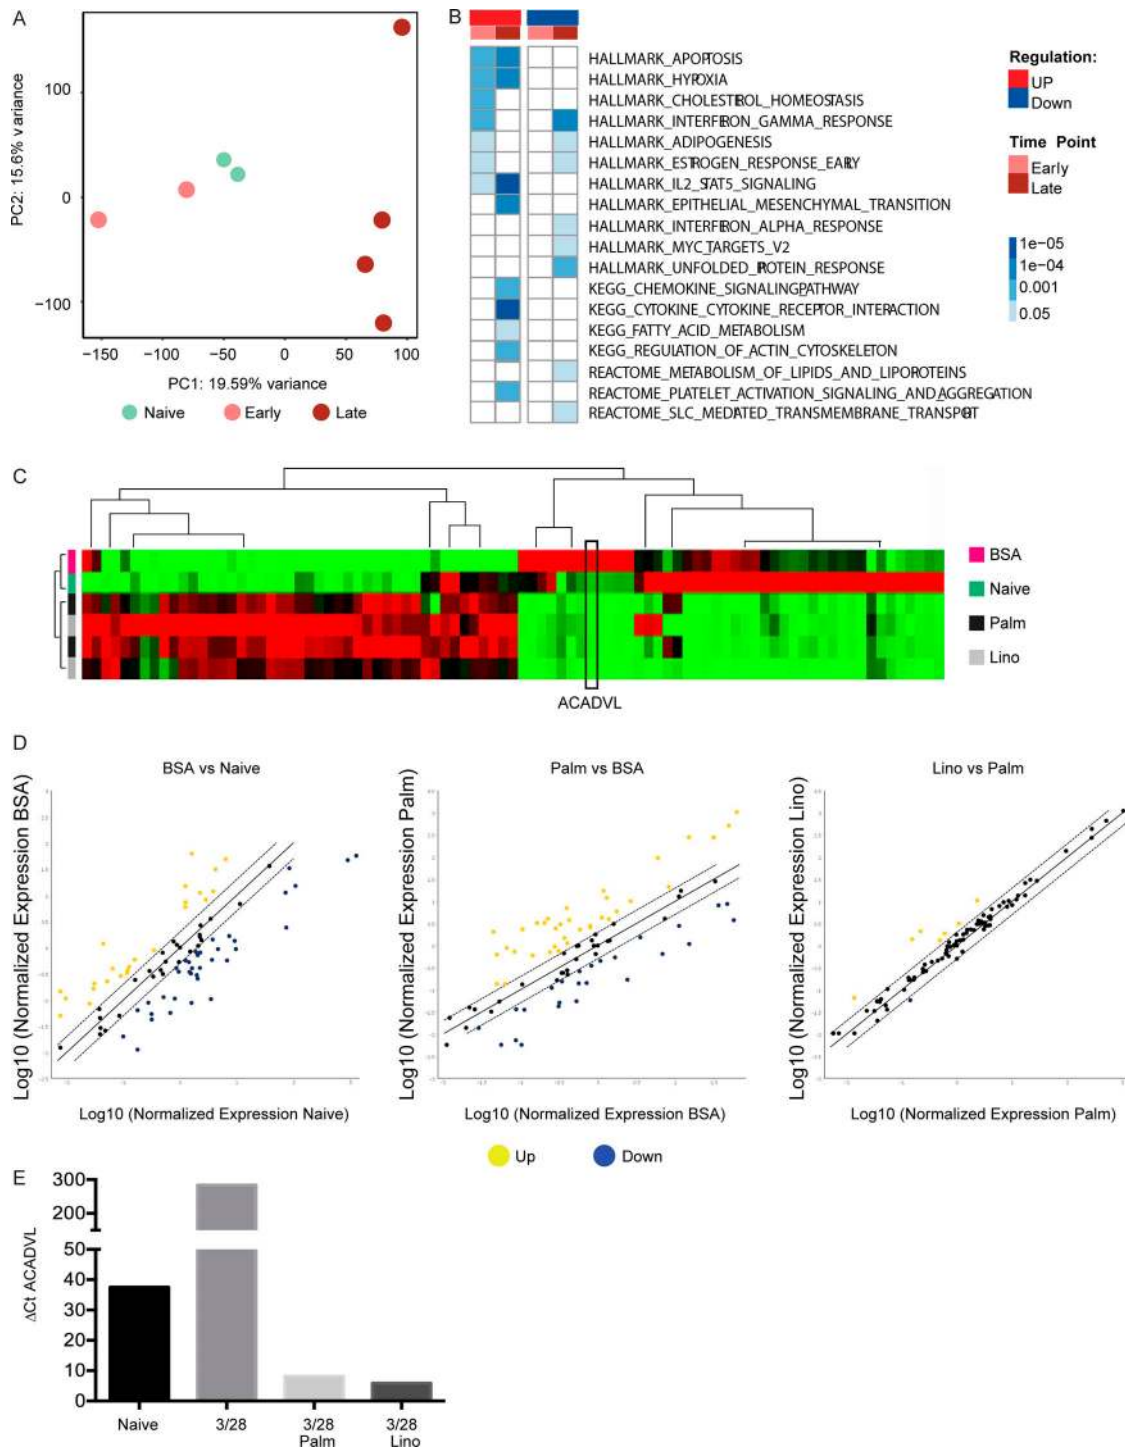 A
PC2: 15.6% variance
100
0
−100
−150
−100
−50
0
50
100
PC1: 19.59% variance
Naive
Early
Late
B
HALLMARK_APOPTOSIS
HALLMARK_HYPOXIA
HALLMARK_CHOLESTEROL_HOMEOSTASIS
HALLMARK_INTERFERON_GAMMA_RESPONSE
HALLMARK_ADIPOGENESIS
HALLMARK_ESTROGEN_RESPONSE_EARLY
HALLMARK_IL2_STAT5_SIGNALING
HALLMARK_EPITHELIAL_MESENCHYMAL_TRANSITION
HALLMARK_INTERFERON_ALPHA_RESPONSE
HALLMARK_MYC_TARGETS_V2
HALLMARK_UNFOLDED_PROTEIN_RESPONSE
KEGG_CHEMOKINE_SIGNALING_PATHWAY
KEGG_CYTOKINE_CYTOKINE_RECEPTOR_INTERACTION
KEGG_FATTY_ACID_METABOLISM
KEGG_REGULATION_OF_ACTIN_CYTOSKELETON
REACTOME_METABOLISM_OF_LIPIDS_AND_LIPOROTEINS
REACTOME_PLATELET_ACTIVATION_SIGNALING_AND_AGGREGATION
REACTOME_SLC_MEDIATED_TRANSMEMBRANE_TRANSPORT
Regulation:
UP
Down
Time Point
Early
Late
1e−05
1e−04
0.001
0.05
C
BSA
Naive
Palm
Lino
ACADVL
D
BSA vs Naive
Log10 (Normalized Expression BSA)
Log10 (Normalized Expression Naive)
Palm vs BSA
Log10 (Normalized Expression Palm)
Log10 (Normalized Expression BSA)
Lino vs Palm
Log10 (Normalized Expression Lino)
Log10 (Normalized Expression Palm)
Up
Down
E
ΔCt ACADVL
300
200
50
40
30
20
10
0
Naive
3/28
3/28
Palm
3/28
Lino